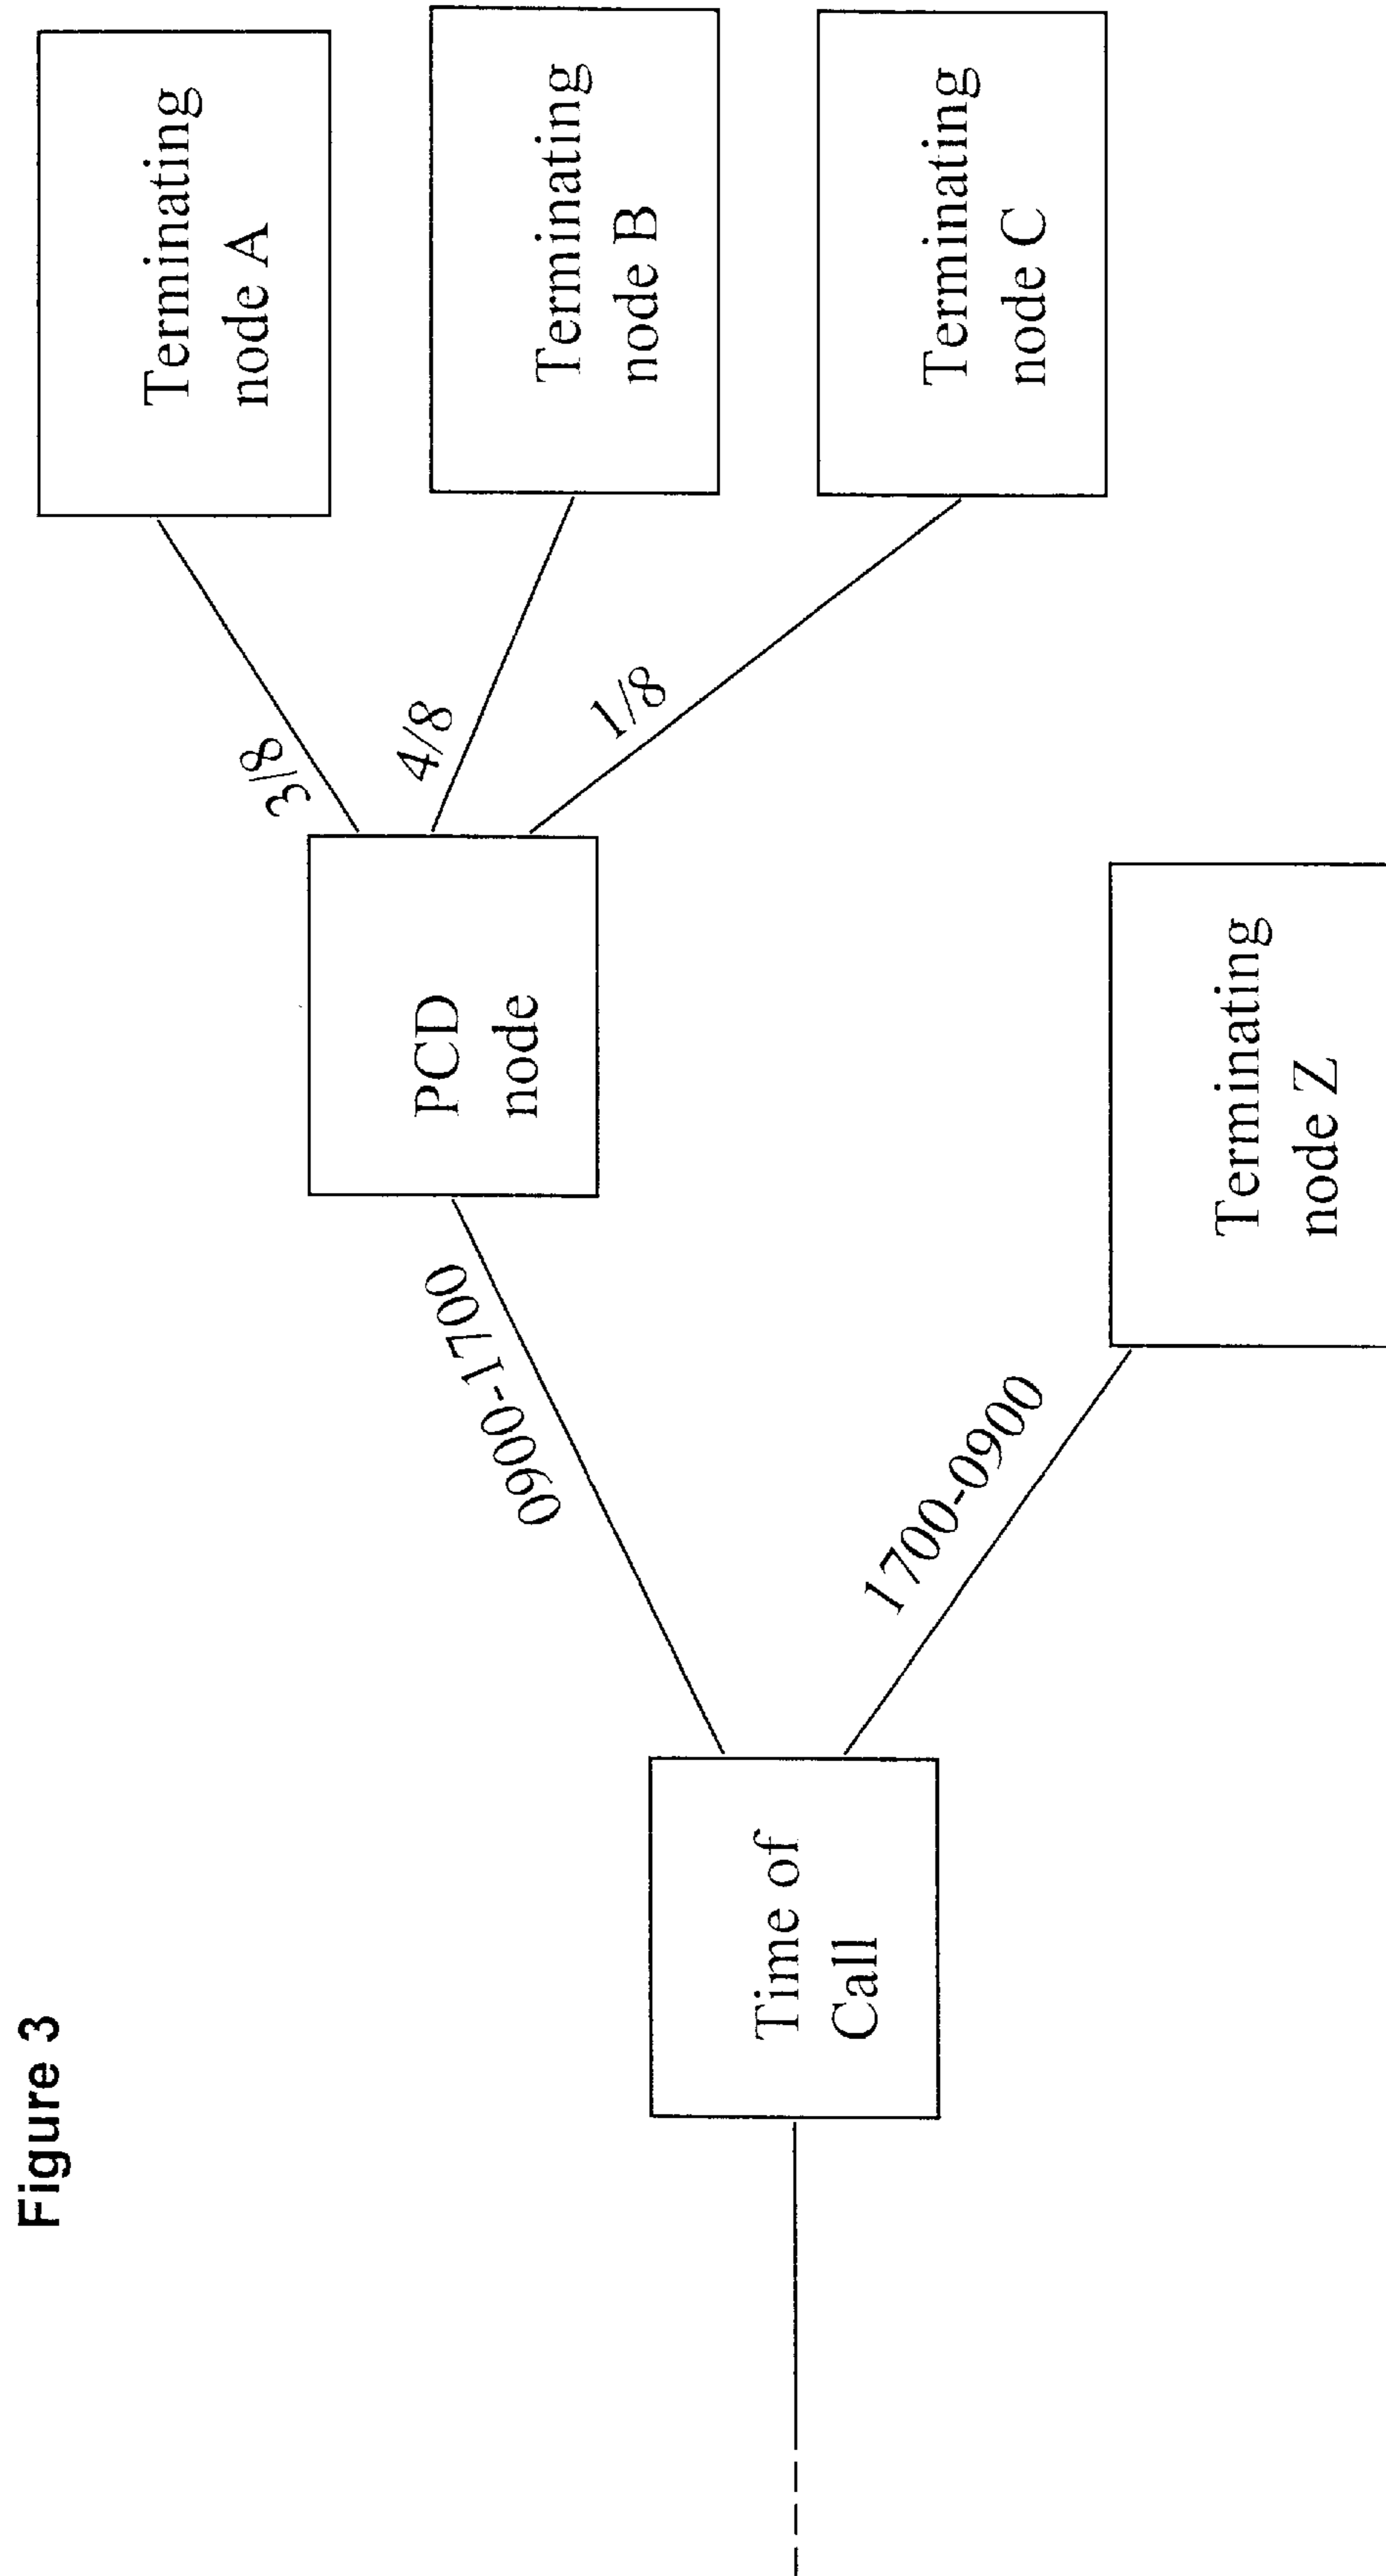 Figure 3
Time of
Call
0900-1700
1700-0900
PCD
node
Terminating
node Z
3/8
4/8
1/8
Terminating
node A
Terminating
node B
Terminating
node C